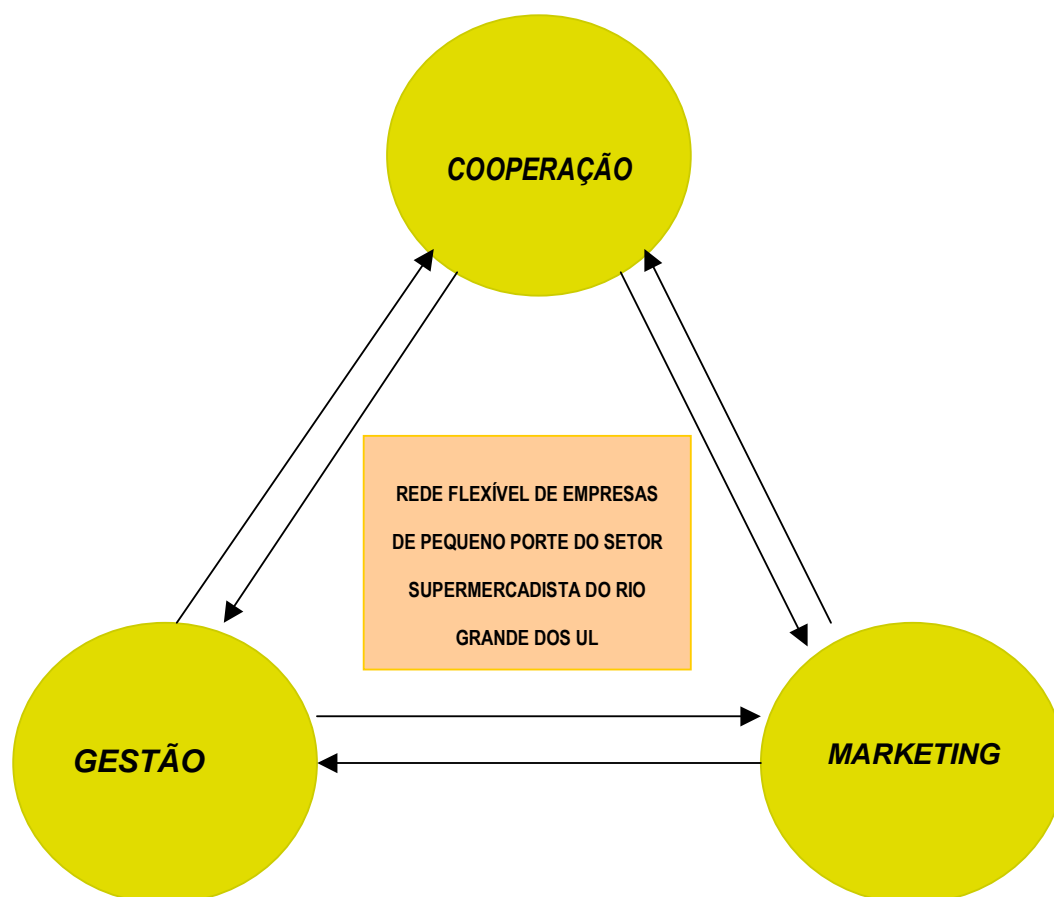 COOPERAÇÃO
REDE FLEXÍVEL DE EMPRESAS
DE PEQUENO PORTE DO SETOR
SUPERMERCADISTA DO RIO
GRANDE DOS UL
GESTÃO
MARKETING